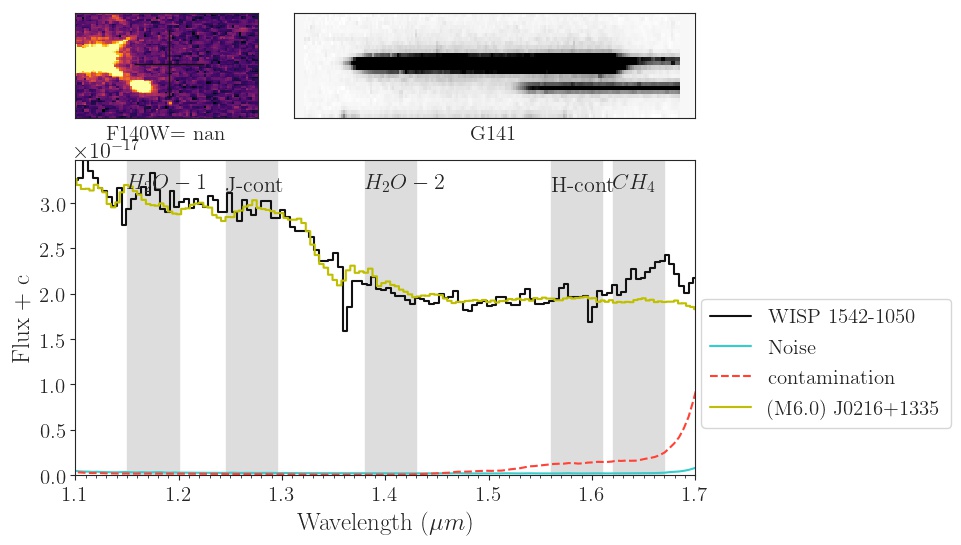 F140W= nan
G141
×10⁻¹⁷
H₂O − 1
J-cont
H₂O − 2
H-cont
CH₄
3.0
2.5
2.0
1.5
1.0
0.5
0.0
Flux + c
1.1
1.2
1.3
1.4
1.5
1.6
1.7
Wavelength (μm)
WISP 1542-1050
Noise
contamination
(M6.0) J0216+1335